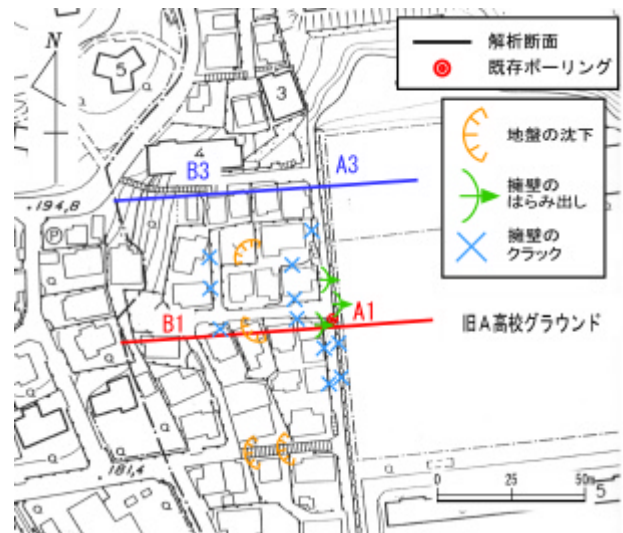 N
5
3
4
解析断面
既存ボーリング
地盤の沈下
擁壁の
はらみ出し
擁壁の
クラック
B3
A3
194,8
P
B1
A1
旧A高校グラウンド
181,4
0
25
50m
5